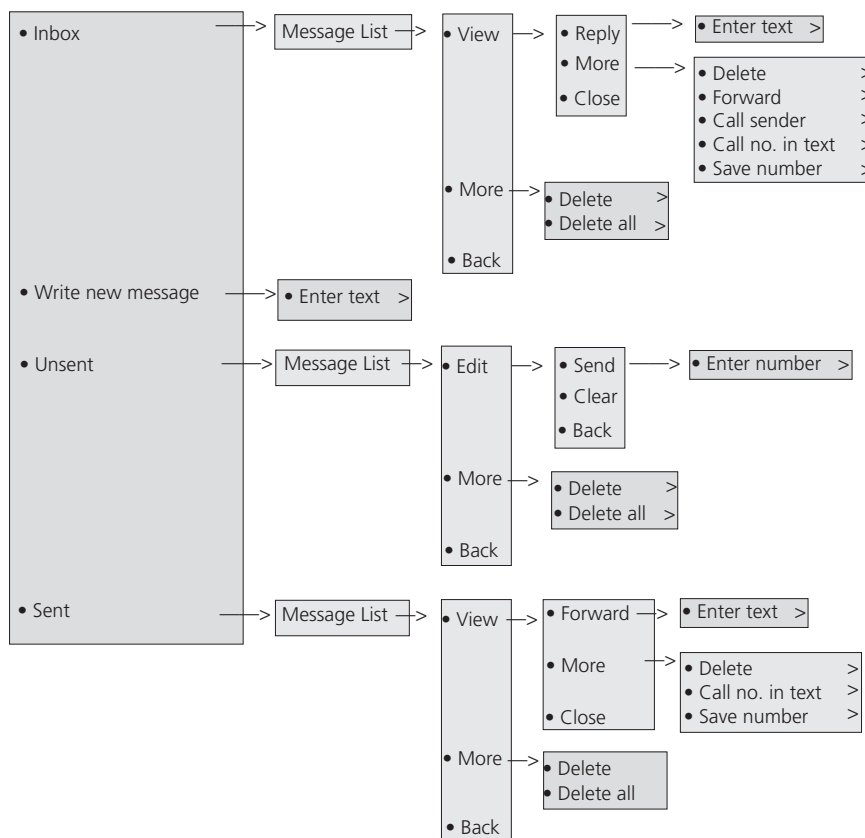 • Inbox
Message List
• View
• Reply
• Enter text >
• More
• Close
• Delete >
• Forward >
• Call sender >
• Call no. in text >
• Save number >
• More
• Delete >
• Delete all >
• Back
• Write new message
• Enter text >
• Unsent
Message List
• Edit
• Send
• Enter number >
• Clear
• Back
• More
• Delete >
• Delete all >
• Back
• Sent
Message List
• View
• Forward
• Enter text >
• More
• Close
• Delete >
• Call no. in text >
• Save number >
• More
• Delete
• Delete all
• Back